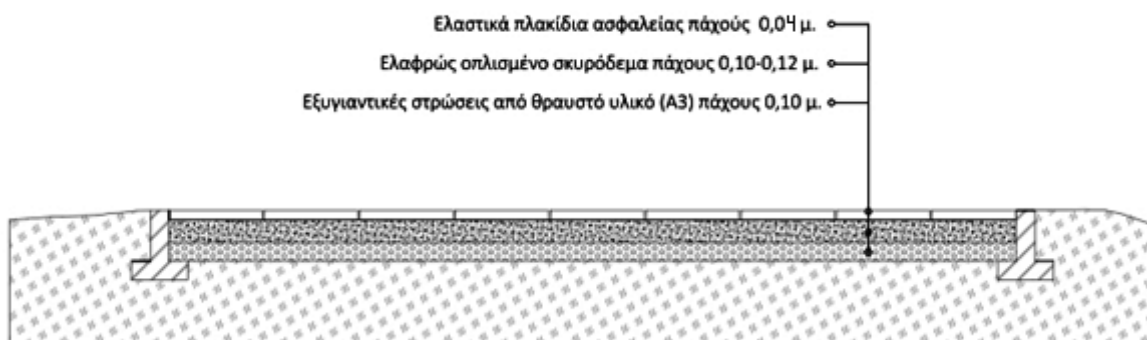 Ελαστικά πλακίδια ασφαλείας πάχούς 0,04 μ.
Ελαφρώς οπλισμένο σκυρόδεμα πάχους 0,10-0,12 μ.
Εξυγιαντικές στρώσεις από θραυστό υλικό (Α3) πάχους 0,10 μ.